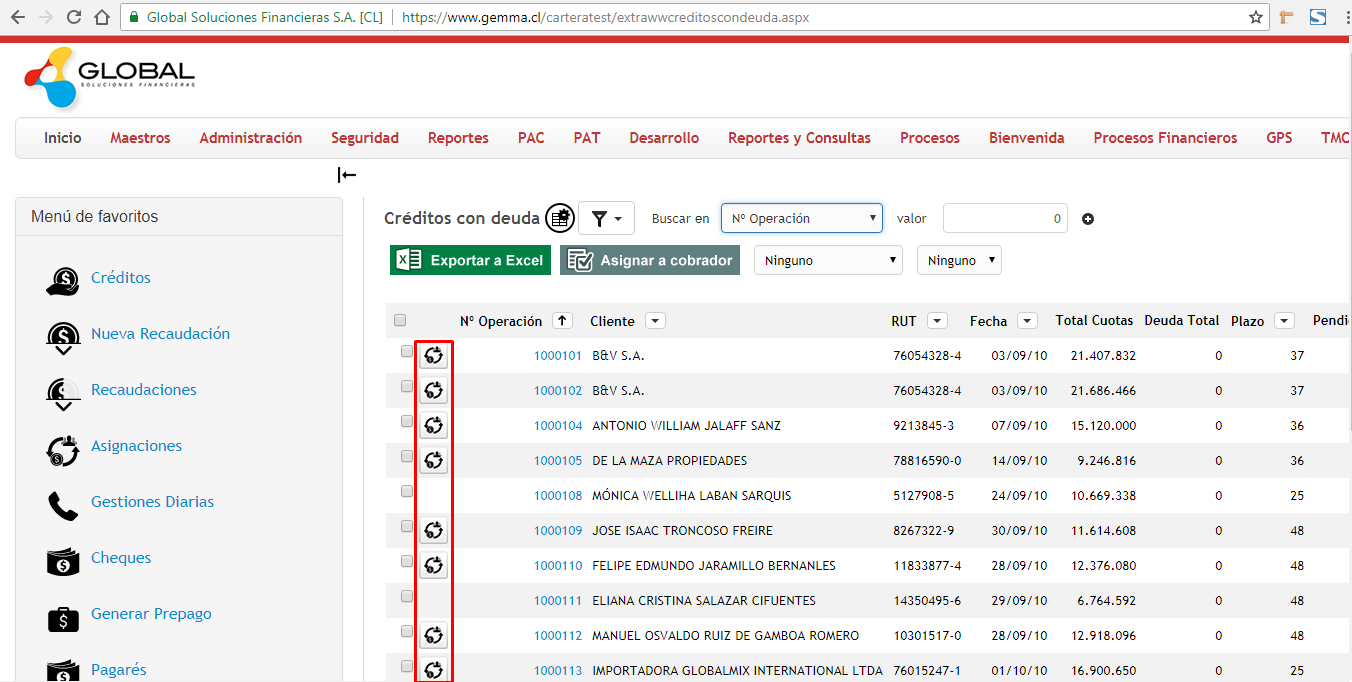 Global Soluciones Financieras S.A. [CL] https://www.gemma.cl/carteratest/extrawwcreditoscondeuda.aspx
GLOBAL
SOLUCIONES FINANCIERAS
Inicio Maestros Administración Seguridad Reportes PAC PAT Desarrollo Reportes y Consultas Procesos Bienvenida Procesos Financieros GPS TMC
Menú de favoritos
Créditos
Nueva Recaudación
Recaudaciones
Asignaciones
Gestiones Diarias
Cheques
Generar Prepago
Pagarés
Créditos con deuda Buscar en Nº Operación valor 0
Exportar a Excel Asignar a cobrador Ninguno Ninguno
Nº Operación Cliente RUT Fecha Total Cuotas Deuda Total Plazo Pendi
1000101 B&V S.A. 76054328-4 03/09/10 21.407.832 0 37
1000102 B&V S.A. 76054328-4 03/09/10 21.686.466 0 37
1000104 ANTONIO WILLIAM JALAFF SANZ 9213845-3 07/09/10 15.120.000 0 36
1000105 DE LA MAZA PROPIEDADES 78816590-0 14/09/10 9.246.816 0 36
1000108 MÓNICA WELLIHA LABAN SARQUIS 5127908-5 24/09/10 10.669.338 0 25
1000109 JOSE ISAAC TRONCOSO FREIRE 8267322-9 30/09/10 11.614.608 0 48
1000110 FELIPE EDMUNDO JARAMILLO BERNANLES 11833877-4 28/09/10 12.376.080 0 48
1000111 ELIANA CRISTINA SALAZAR CIFUENTES 14350495-6 29/09/10 6.764.592 0 48
1000112 MANUEL OSVALDO RUIZ DE GAMBOA ROMERO 10301517-0 28/09/10 12.918.096 0 48
1000113 IMPORTADORA GLOBALMIX INTERNATIONAL LTDA 76015247-1 01/10/10 16.900.650 0 25